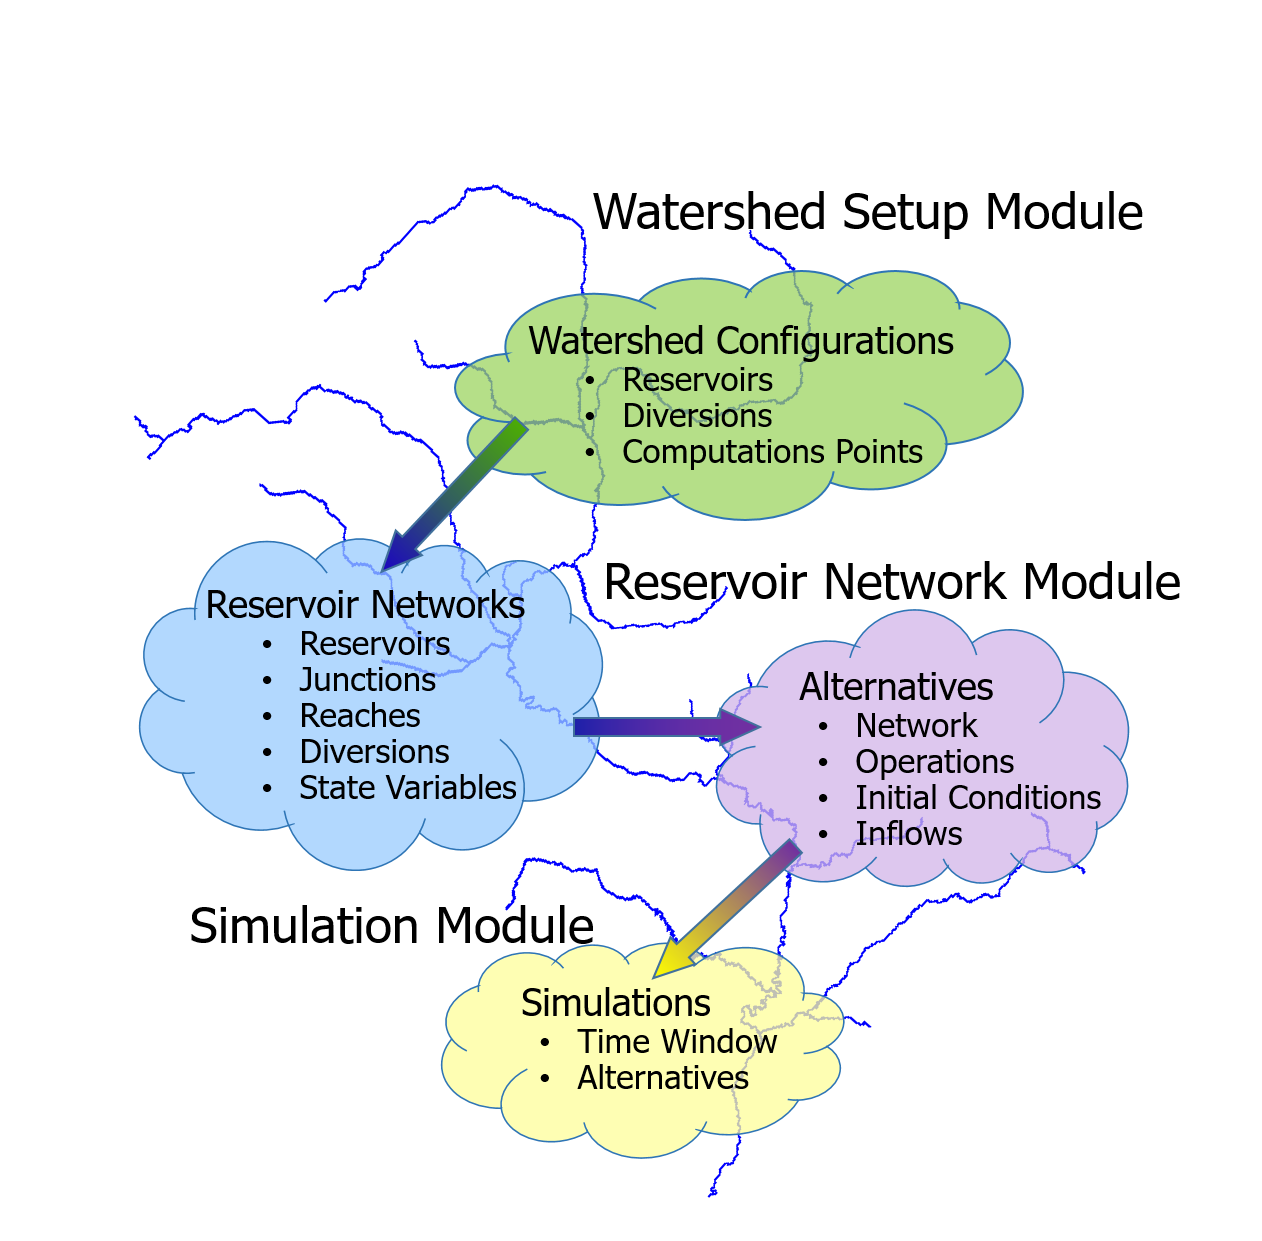 Watershed Setup Module
Watershed Configurations
• Reservoirs
• Diversions
• Computations Points
Reservoir Network Module
Reservoir Networks
• Reservoirs
• Junctions
• Reaches
• Diversions
• State Variables
Alternatives
• Network
• Operations
• Initial Conditions
• Inflows
Simulation Module
Simulations
• Time Window
• Alternatives